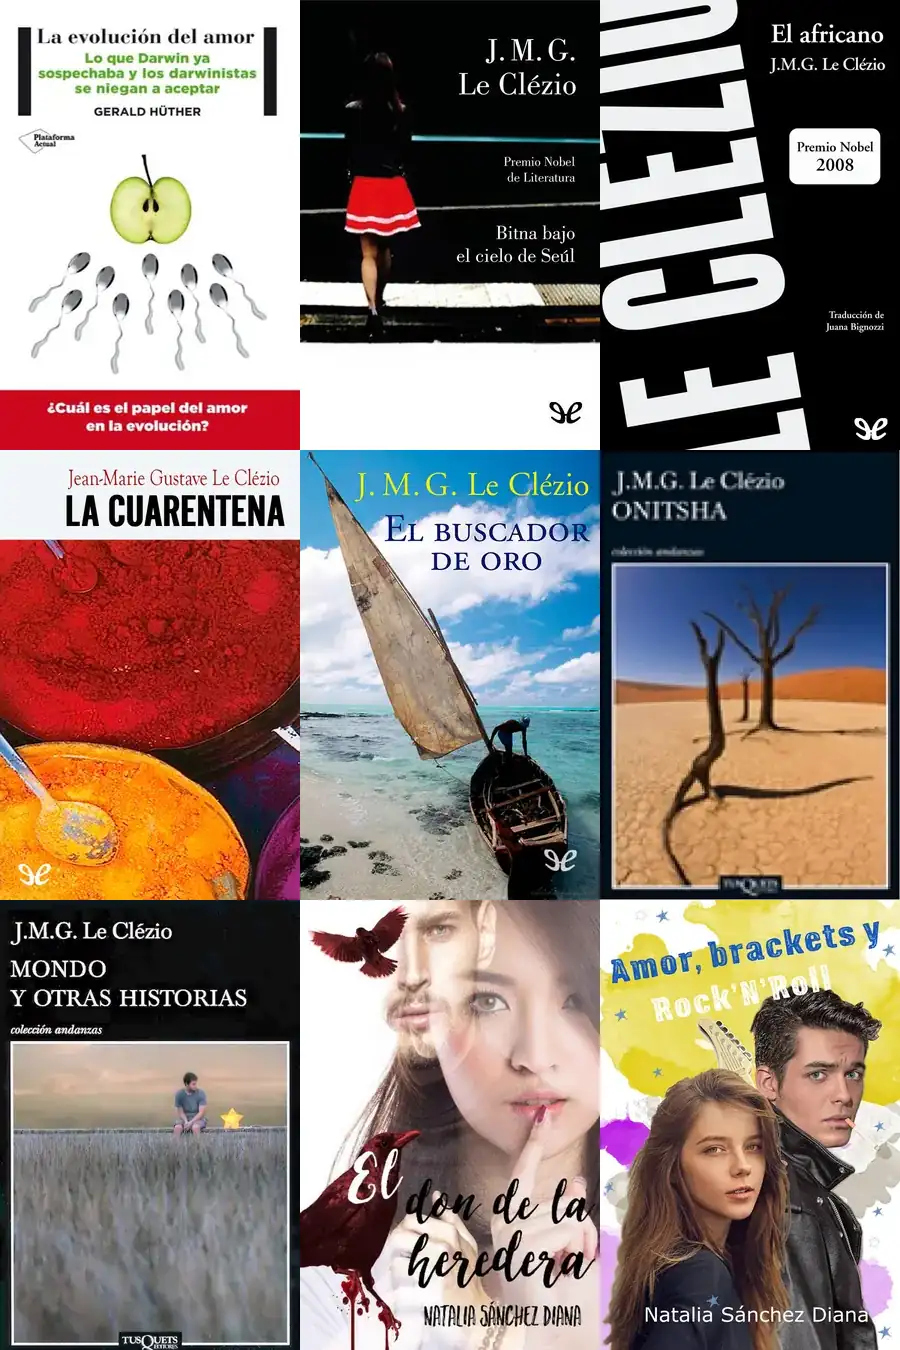 La evolución del amor
Lo que Darwin ya
sospechaba y los darwinistas
se niegan a aceptar
GERALD HÜTHER
Plataforma
Actual
¿Cuál es el papel del amor
en la evolución?
J. M. G.
Le Clézio
Premio Nobel
de Literatura
Bitna bajo
el cielo de Seúl
El africano
J.M.G. Le Clézio
Premio Nobel
2008
LE CLÉZIO
Traducción de
Juana Bignozzi
Jean-Marie Gustave Le Clézio
LA CUARENTENA
J. M. G. Le Clézio
EL BUSCADOR
DE ORO
J.M.G. Le Clézio
ONITSHA
colección andanzas
TUSQUETS
J.M.G. Le Clézio
MONDO
Y OTRAS HISTORIAS
colección andanzas
TUSQUETS
EDITORES
El
don de la
heredera
NATALIA SÁNCHEZ DIANA
Amor, brackets y
Rock'N'Roll
Natalia Sánchez Diana